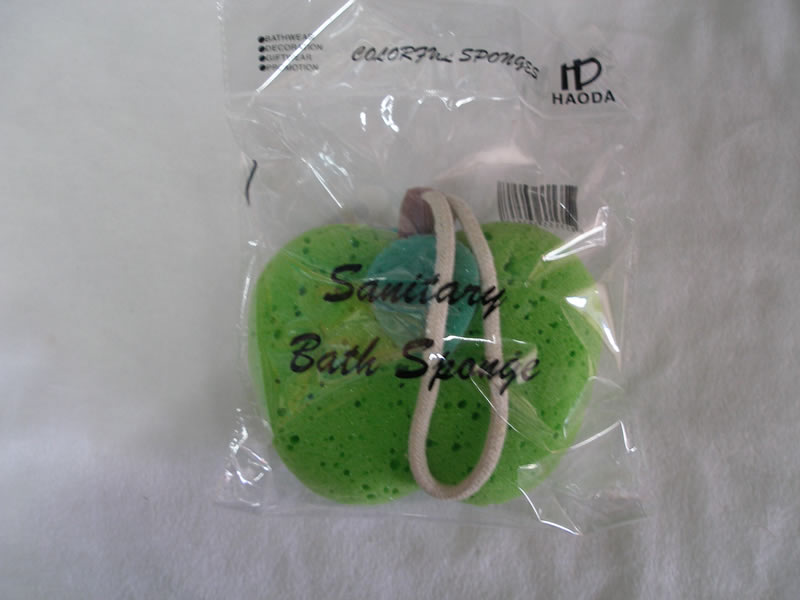 ●BATHWEAR
●DECORATION
●GIFTWEAR
●PROMOTION
COLORFUL SPONGES
HD
HAODA
Sanitary
Bath Sponge